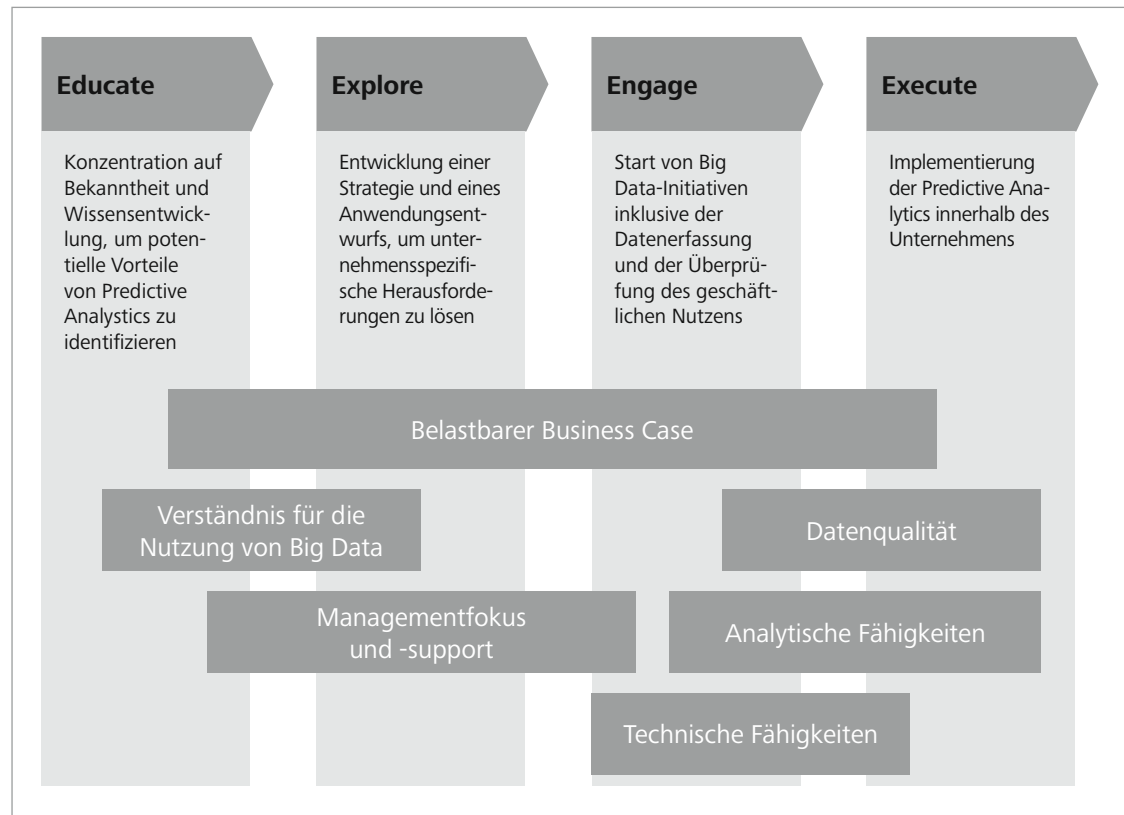 Educate
Konzentration auf
Bekanntheit und
Wissensentwick-
lung, um poten-
tielle Vorteile
von Predictive
Analystics zu
identifizieren
Explore
Entwicklung einer
Strategie und eines
Anwendungsent-
wurfs, um unter-
nehmensspezifi-
sche Herausforde-
rungen zu lösen
Engage
Start von Big
Data-Initiativen
inklusive der
Datenerfassung
und der Überprü-
fung des geschäft-
lichen Nutzens
Execute
Implementierung
der Predictive Ana-
lytics innerhalb des
Unternehmens
Belastbarer Business Case
Verständnis für die
Nutzung von Big Data
Datenqualität
Managementfokus
und -support
Analytische Fähigkeiten
Technische Fähigkeiten